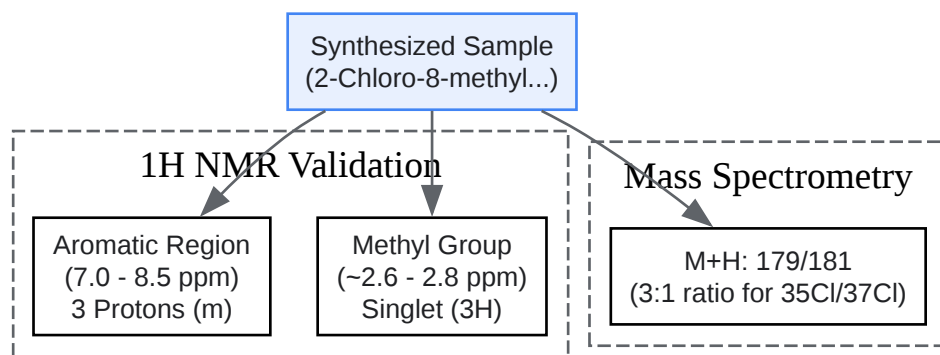 Synthesized Sample
(2-Chloro-8-methyl...)
1H NMR Validation
Aromatic Region
(7.0 - 8.5 ppm)
3 Protons (m)
Methyl Group
(~2.6 - 2.8 ppm)
Singlet (3H)
Mass Spectrometry
M+H: 179/181
(3:1 ratio for 35Cl/37Cl)